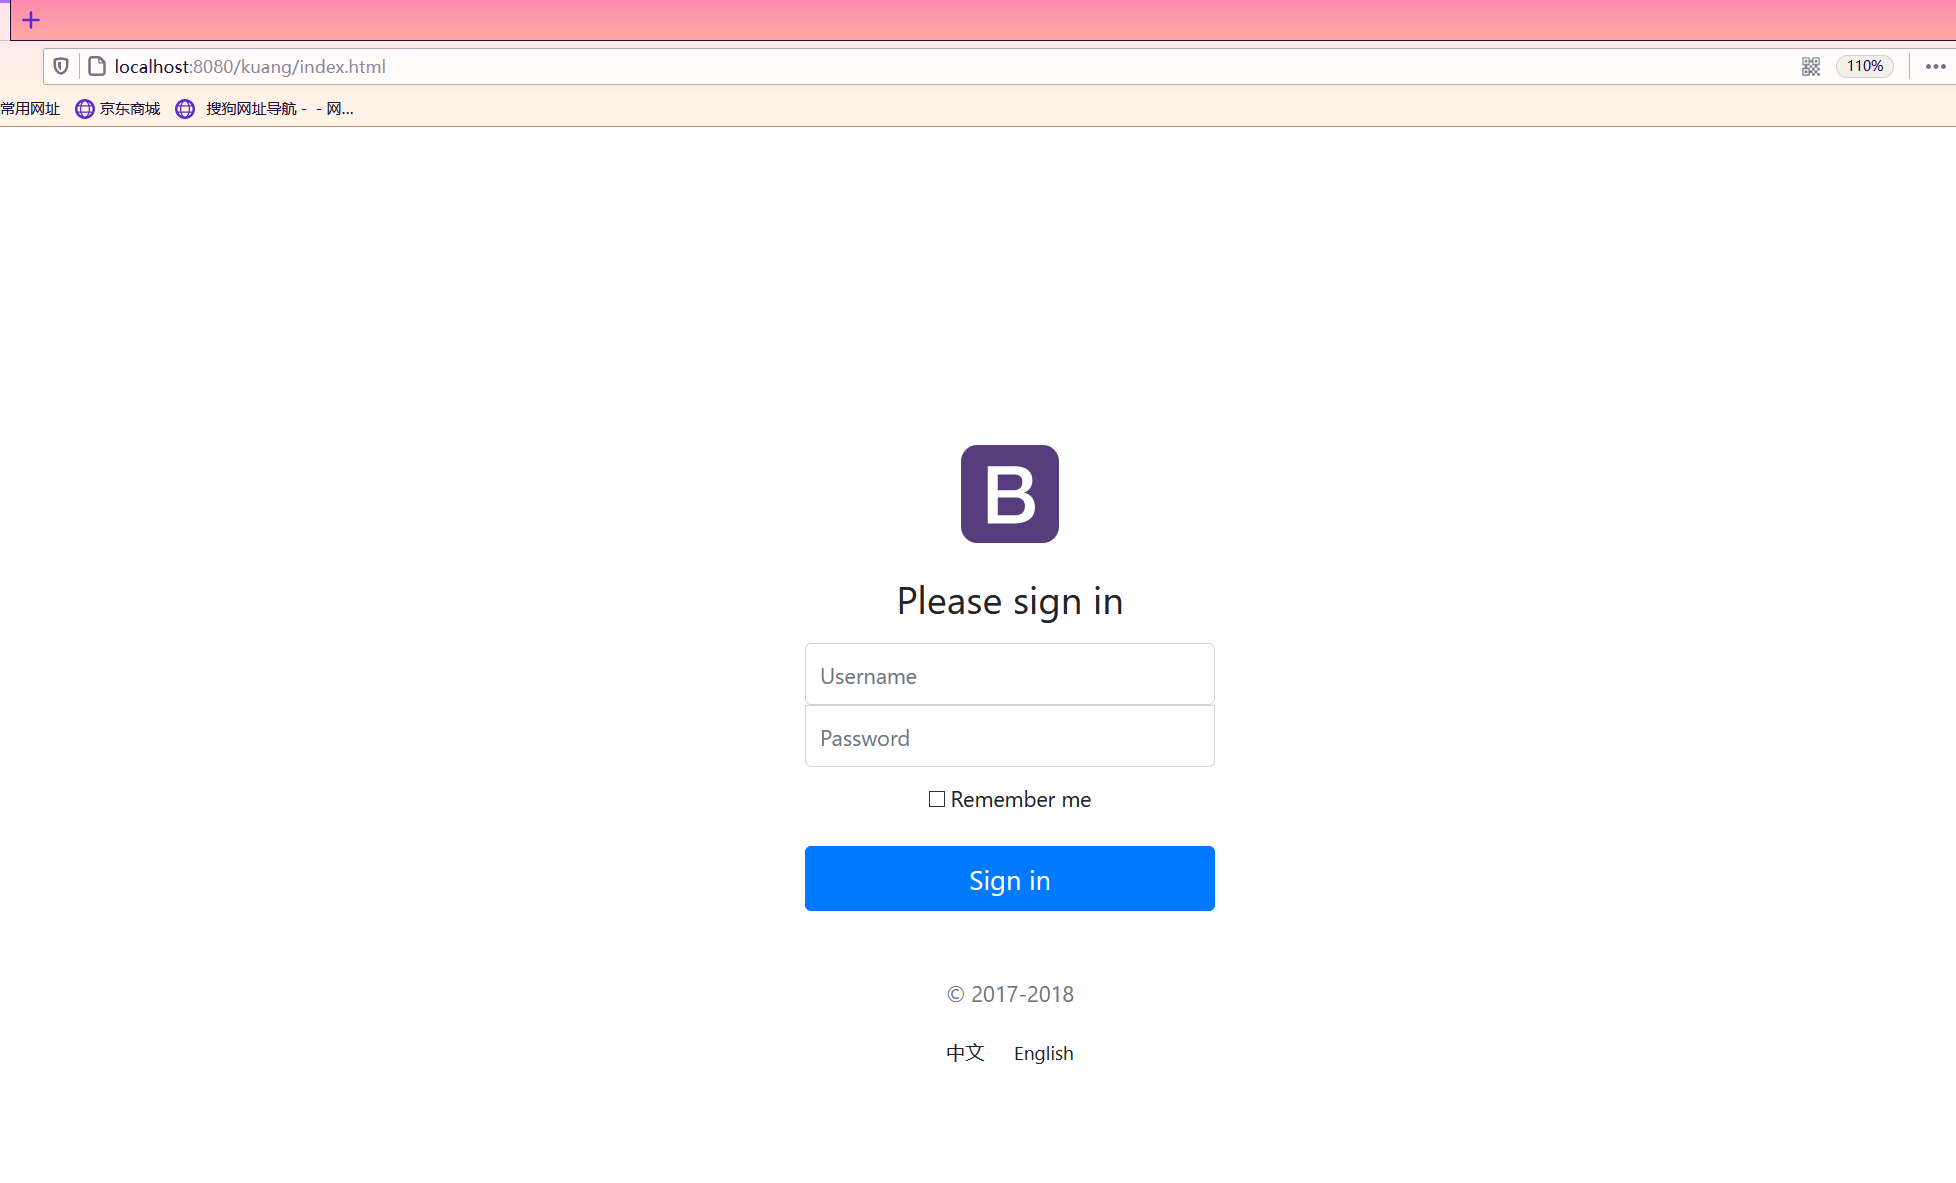 localhost:8080/kuang/index.html 110%
常用网址 京东商城 搜狗网址导航 - - 网...
B
Please sign in
Username
Password
Remember me
Sign in
© 2017-2018
中文 English